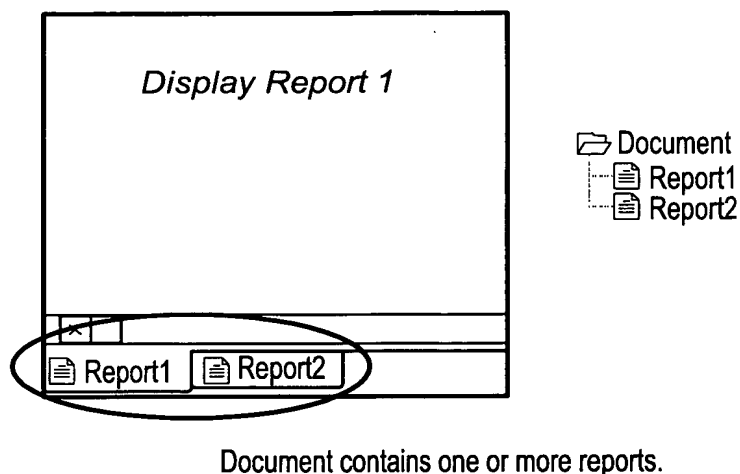 Display Report 1
Document
Report1
Report2
Report1
Report2
Document contains one or more reports.